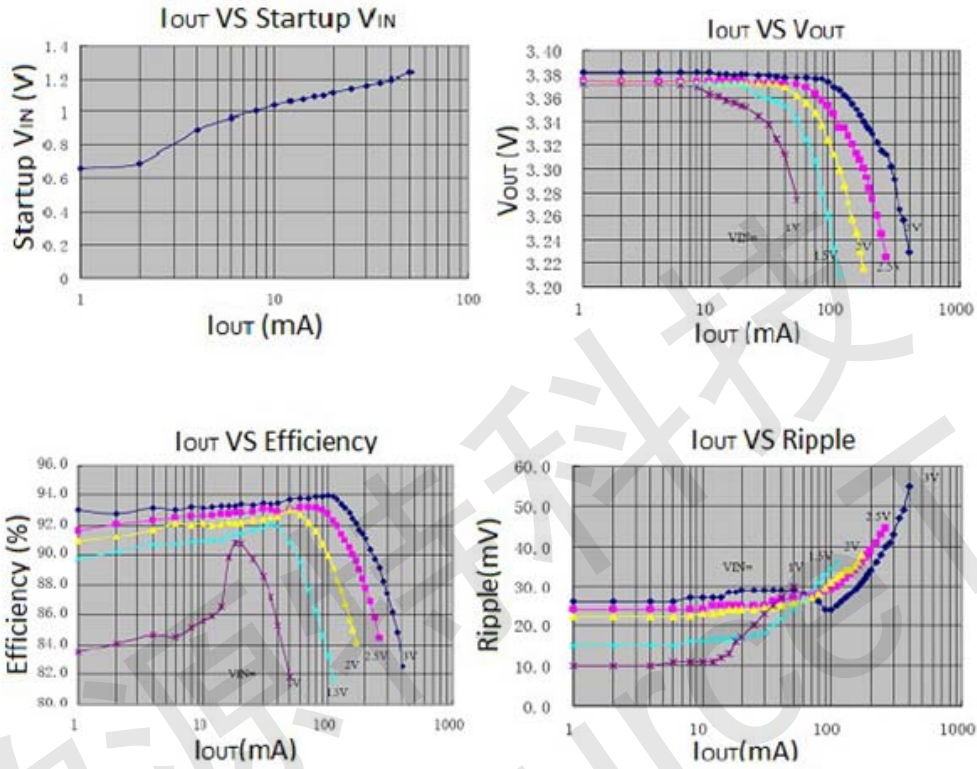 IOUT VS Startup VIN
Startup VIN (V)
1.4
1.2
1
0.8
0.6
0.4
0.2
0
1
10
100
IOUT (mA)
IOUT VS VOUT
VOUT (V)
3.40
3.38
3.36
3.34
3.32
3.30
3.28
3.26
3.24
3.22
3.20
VIN=
1V
1.5V
2V
2.5V
3V
1
10
100
1000
IOUT (mA)
IOUT VS Efficiency
Efficiency (%)
96.0
94.0
92.0
90.0
88.0
86.0
84.0
82.0
80.0
VIN=
1V
1.5V
2V
2.5V
3V
1
10
100
1000
IOUT(mA)
IOUT VS Ripple
Ripple(mV)
60.0
50.0
40.0
30.0
20.0
10.0
0.0
VIN=
1V
1.5V
2V
2.5V
3V
1
10
100
1000
IOUT(mA)
源特科技